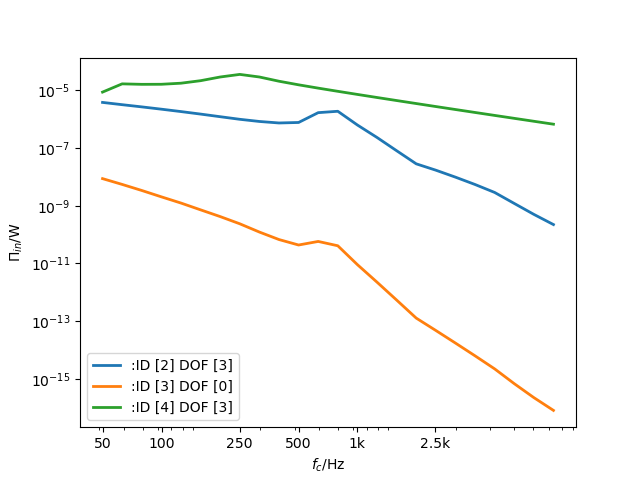 10⁻⁵
10⁻⁷
10⁻⁹
10⁻¹¹
10⁻¹³
10⁻¹⁵
Π_in/W
:ID [2] DOF [3]
:ID [3] DOF [0]
:ID [4] DOF [3]
50 100 250 500 1k 2.5k
f_c/Hz